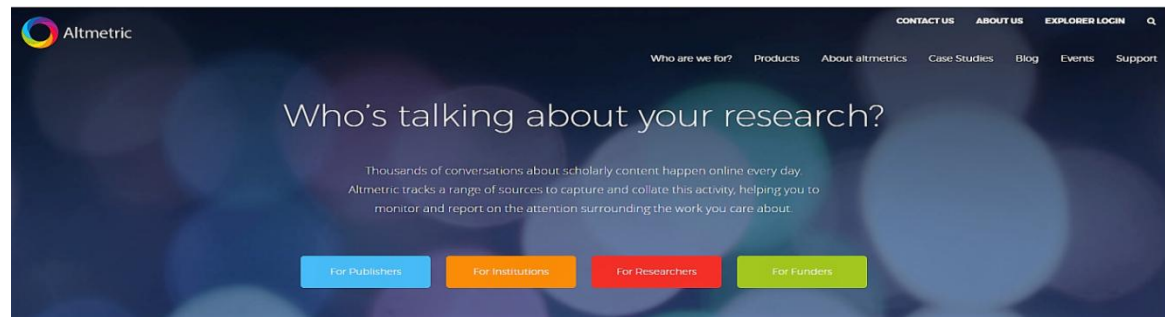 Altmetric
CONTACT US ABOUT US EXPLORER LOGIN
Who are we for? Products About altmetrics Case Studies Blog Events Support
Who's talking about your research?
Thousands of conversations about scholarly content happen online every day.
Altmetric tracks a range of sources to capture and collate this activity, helping you to
monitor and report on the attention surrounding the work you care about.
For Publishers For Institutions For Researchers For Funders